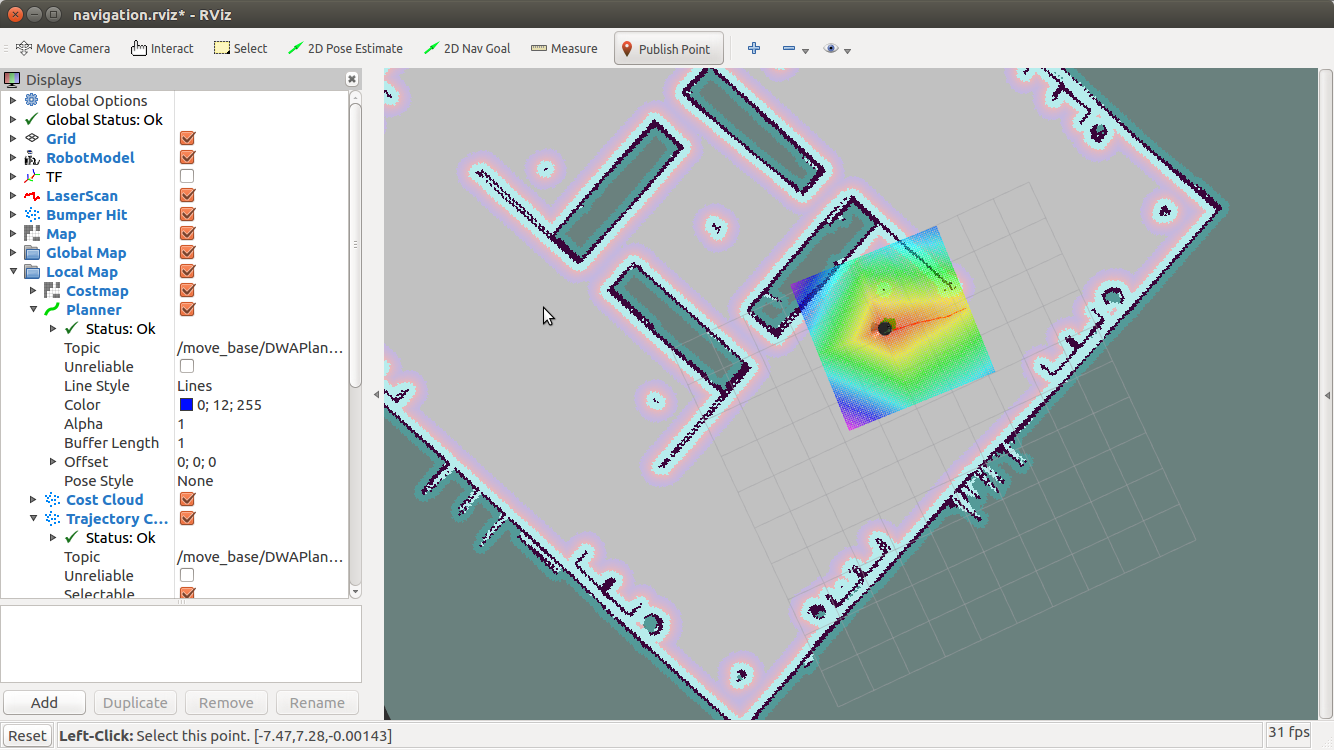 navigation.rviz* - RViz
Move Camera Interact Select 2D Pose Estimate 2D Nav Goal Measure Publish Point
Displays
Global Options
Global Status: Ok
Grid
RobotModel
TF
LaserScan
Bumper Hit
Map
Global Map
Local Map
Costmap
Planner
Status: Ok
Topic /move_base/DWAPlan...
Unreliable
Line Style Lines
Color 0; 12; 255
Alpha 1
Buffer Length 1
Offset 0; 0; 0
Pose Style None
Cost Cloud
Trajectory C...
Status: Ok
Topic /move_base/DWAPlan...
Unreliable
Selectable
Add Duplicate Remove Rename
Reset Left-Click: Select this point. [-7.47,7.28,-0.00143] 31 fps